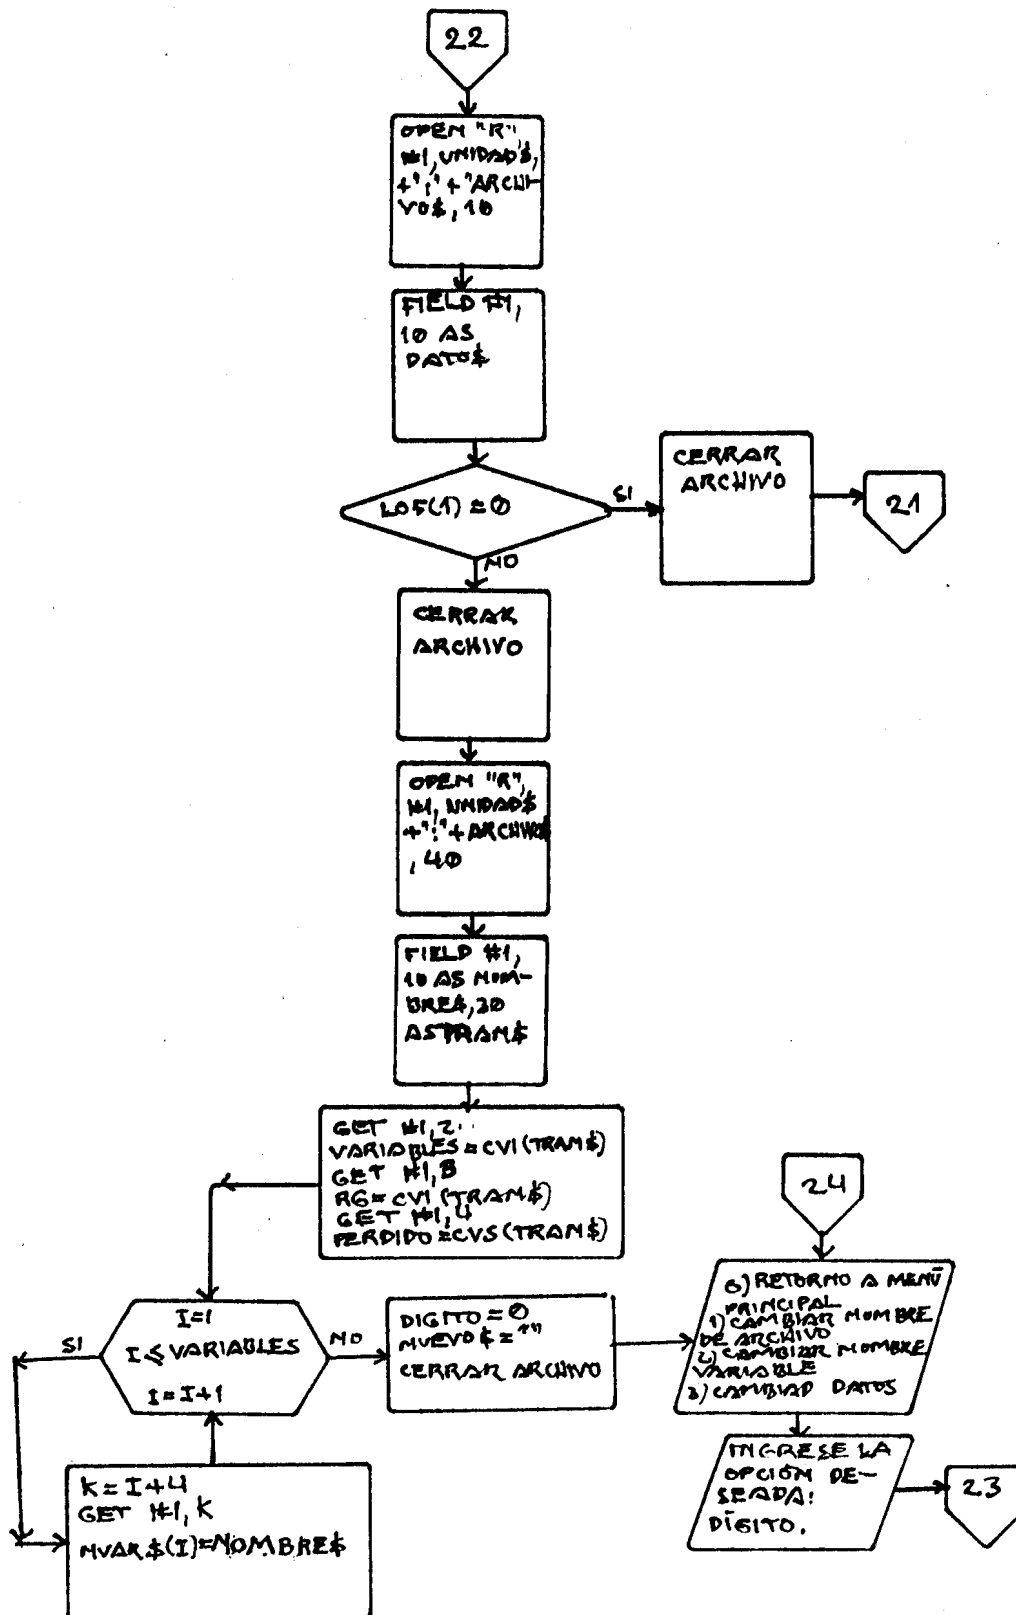 22
OPEN "R",
#1, UNIDAD$,
+":"+"ARCHI-
VO$, 10
FIELD #1,
10 AS
DATO$
LOF(1) = 0
SI
CERRAR
ARCHIVO
21
NO
CERRAR
ARCHIVO
OPEN "R",
#1, UNIDAD$
+":"+ARCHIVO$
, 40
FIELD #1,
10 AS NOM-
BRE$, 30
AS TRAM$
GET #1, 2
VARIABLES = CVI (TRAM$)
GET #1, 3
RG = CVI (TRAM$)
GET #1, 4
PERDIDO = CVS (TRAM$)
24
I=1
I ≤ VARIABLES
I = I+1
SI
NO
DIGITO = 0
NUEVO$ = ""
CERRAR ARCHIVO
0) RETORNO A MENÚ
PRINCIPAL
1) CAMBIAR NOMBRE
DE ARCHIVO
2) CAMBIAR NOMBRE
VARIABLE
3) CAMBIAD DATOS
INGRESE LA
OPCIÓN DE-
SEADA:
DÍGITO.
23
K = I+4
GET #1, K
NVAR$(I)=NOMBRE$